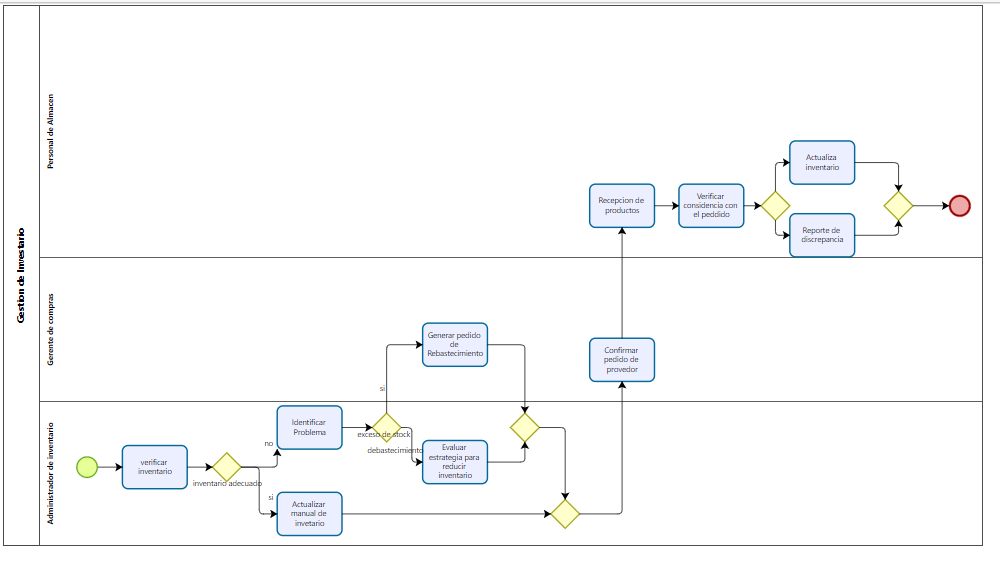 Gestion de Investario
Personal de Almacen
Actualiza
inventario
Recepcion de
productos
Verificar
considencia con
el peddido
Reporte de
discrepancia
Gerente de compras
Generar pedido
de
Rebastecimiento
Confirmar
pedido de
provedor
si
Administrador de inventario
Identificar
Problema
no
exceso de stock
debastecimiento
verificar
inventario
inventario adecuado
Evaluar
estrategia para
reducir
inventario
si
Actualizar
manual de
invetario